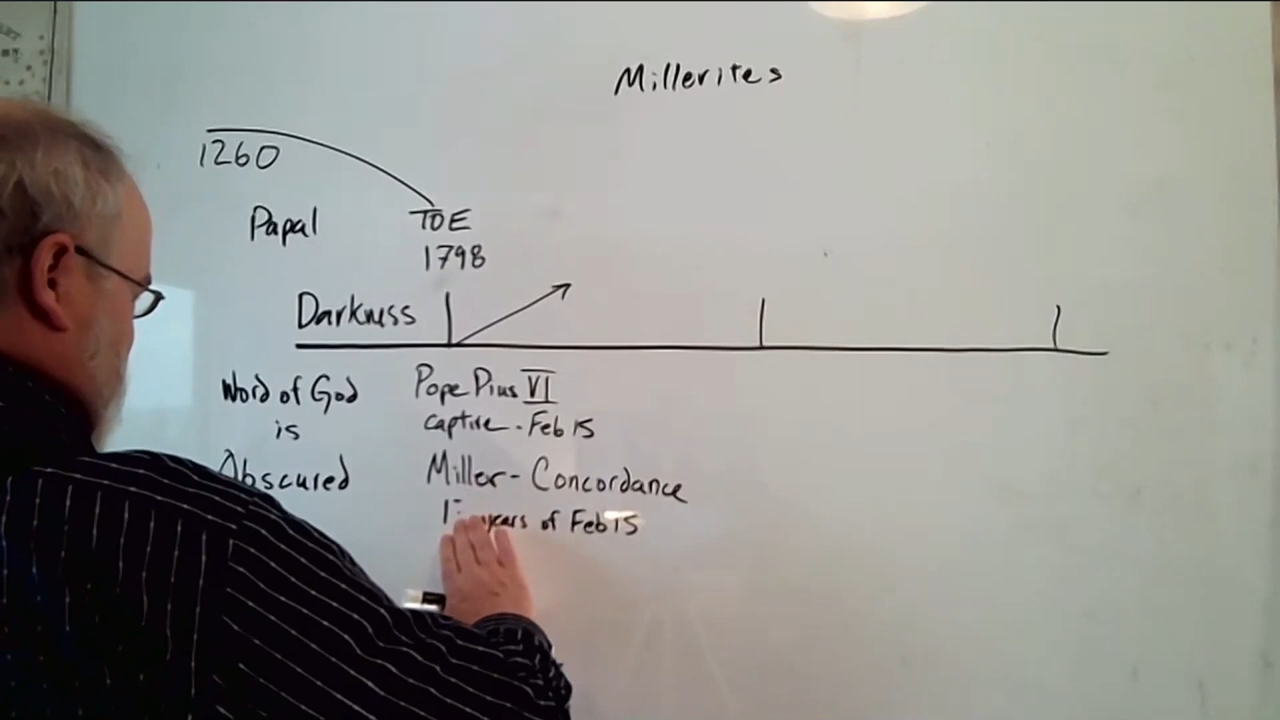 Millerites
1260
Papal
TOE
1798
Darkness
Word of God
is
Obscured
Pope Pius VI
captive - Feb 15
Miller - Concordance
years of Feb 15